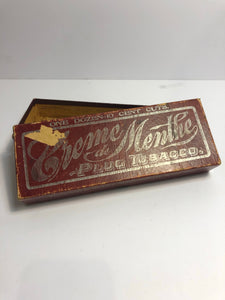 ONE DOZEN-10 CENT CUTS
Creme
de Menthe
PLUG TOBACCO.